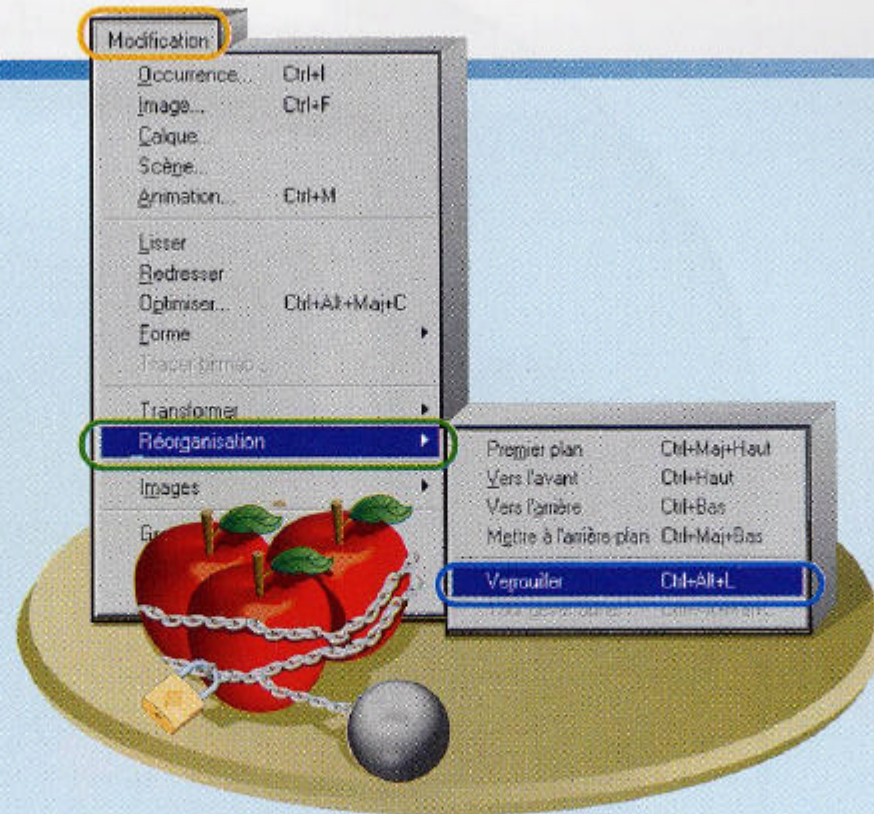 Modification
Occurrence... Ctrl+I
Image... Ctrl+F
Calque...
Scène...
Animation... Ctrl+M
Lisser
Redresser
Optimiser... Ctrl+Alt+Maj+C
Forme
Tracer bitmap...
Transformer
Réorganisation
Images
Premier plan Ctrl+Maj+Haut
Vers l'avant Ctrl+Haut
Vers l'arrière Ctrl+Bas
Mettre à l'arrière-plan Ctrl+Maj+Bas
Verrouiller Ctrl+Alt+L